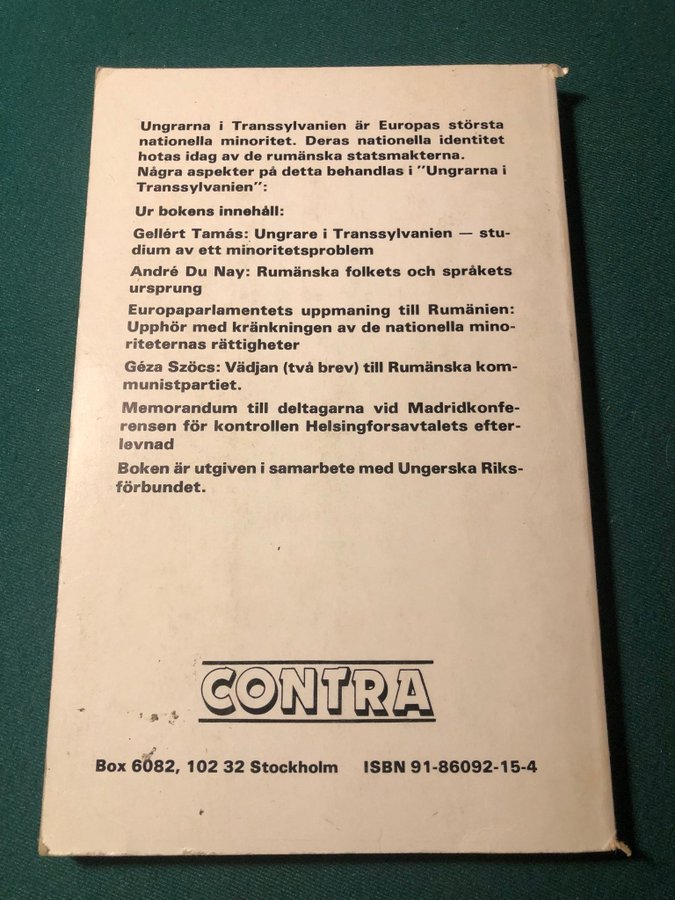 Ungrarna i Transsylvanien är Europas största
nationella minoritet. Deras nationella identitet
hotas idag av de rumänska statsmakterna.
Några aspekter på detta behandlas i "Ungrarna i
Transsylvanien":
Ur bokens innehåll:
Gellért Tamás: Ungrare i Transsylvanien — stu-
dium av ett minoritetsproblem
André Du Nay: Rumänska folkets och språkets
ursprung
Europaparlamentets uppmaning till Rumänien:
Upphör med kränkningen av de nationella mino-
riteternas rättigheter
Géza Szöcs: Vädjan (två brev) till Rumänska kom-
munistpartiet.
Memorandum till deltagarna vid Madridkonfe-
rensen för kontrollen Helsingforsavtalets efter-
levnad
Boken är utgiven i samarbete med Ungerska Riks-
förbundet.
CONTRA
Box 6082, 102 32 Stockholm ISBN 91-86092-15-4